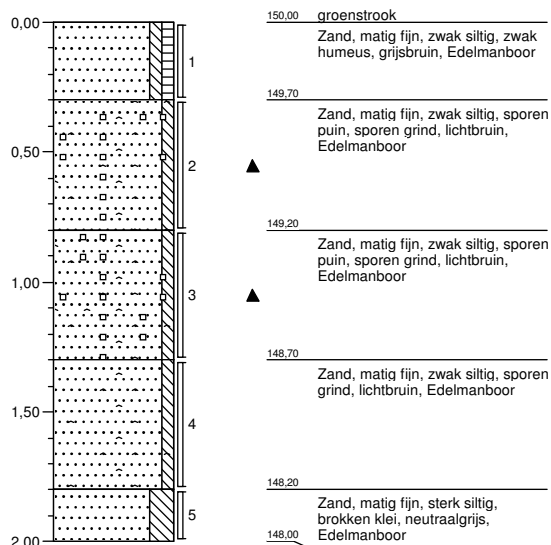 0,00
150,00 groenstrook
Zand, matig fijn, zwak siltig, zwak
humeus, grijsbruin, Edelmanboor
1
149,70
Zand, matig fijn, zwak siltig, sporen
puin, sporen grind, lichtbruin,
Edelmanboor
0,50
2
149,20
Zand, matig fijn, zwak siltig, sporen
puin, sporen grind, lichtbruin,
Edelmanboor
1,00
3
148,70
Zand, matig fijn, zwak siltig, sporen
grind, lichtbruin, Edelmanboor
1,50
4
148,20
Zand, matig fijn, sterk siltig,
brokken klei, neutraalgrijs,
Edelmanboor
5
2,00
148,00